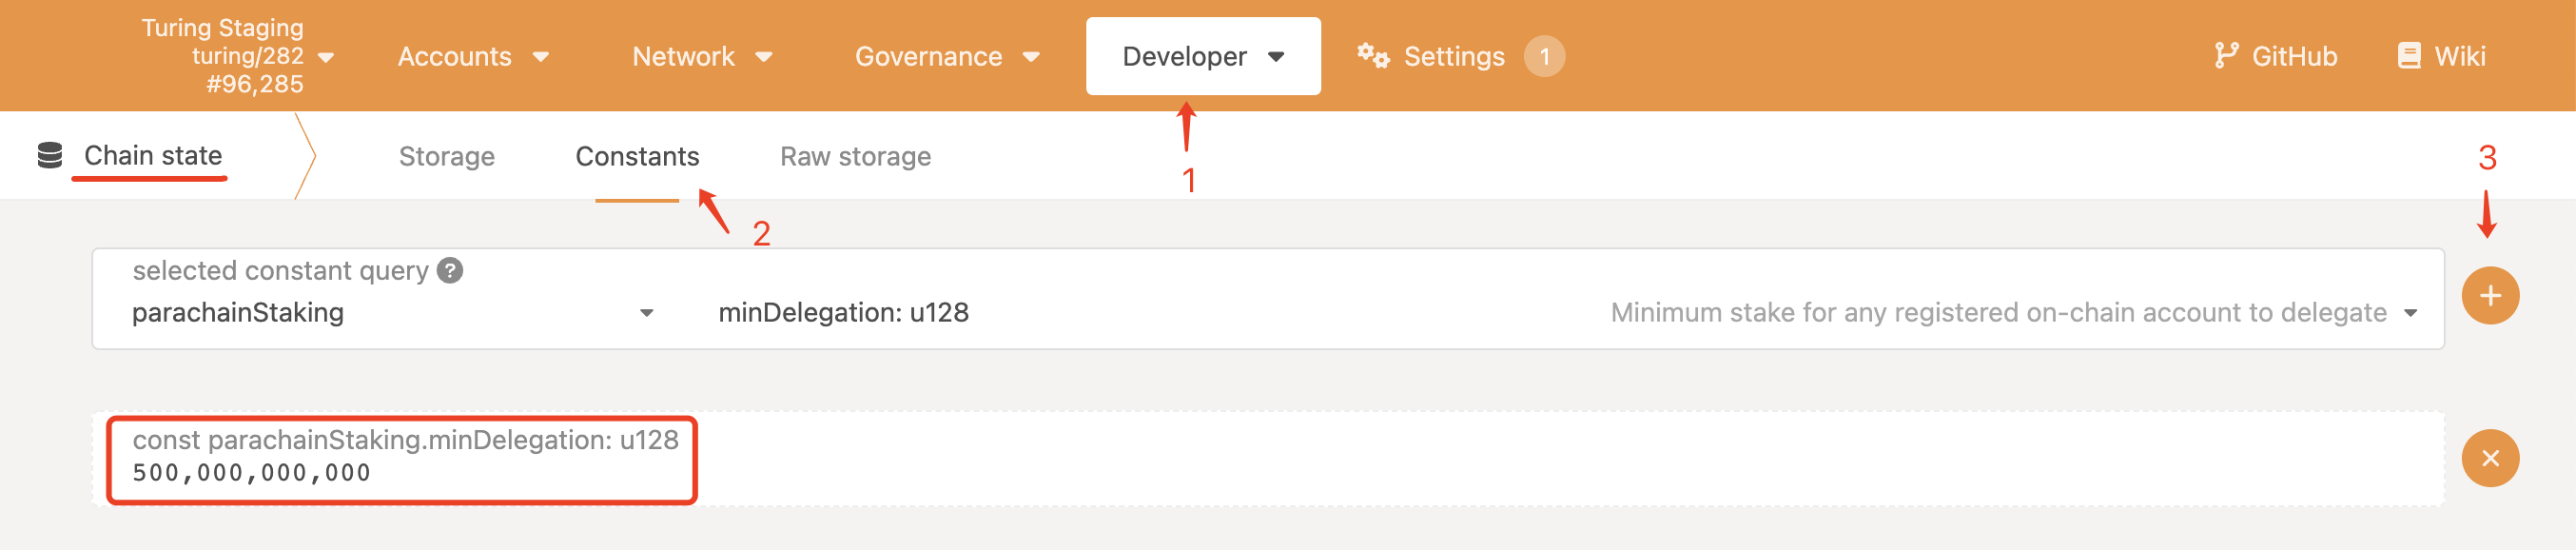 Turing Staging
turing/282
#96,285
Accounts
Network
Governance
Developer
Settings
1
GitHub
Wiki
Chain state
Storage
Constants
Raw storage
1
2
3
selected constant query ?
parachainStaking
minDelegation: u128
Minimum stake for any registered on-chain account to delegate
const parachainStaking.minDelegation: u128
500,000,000,000